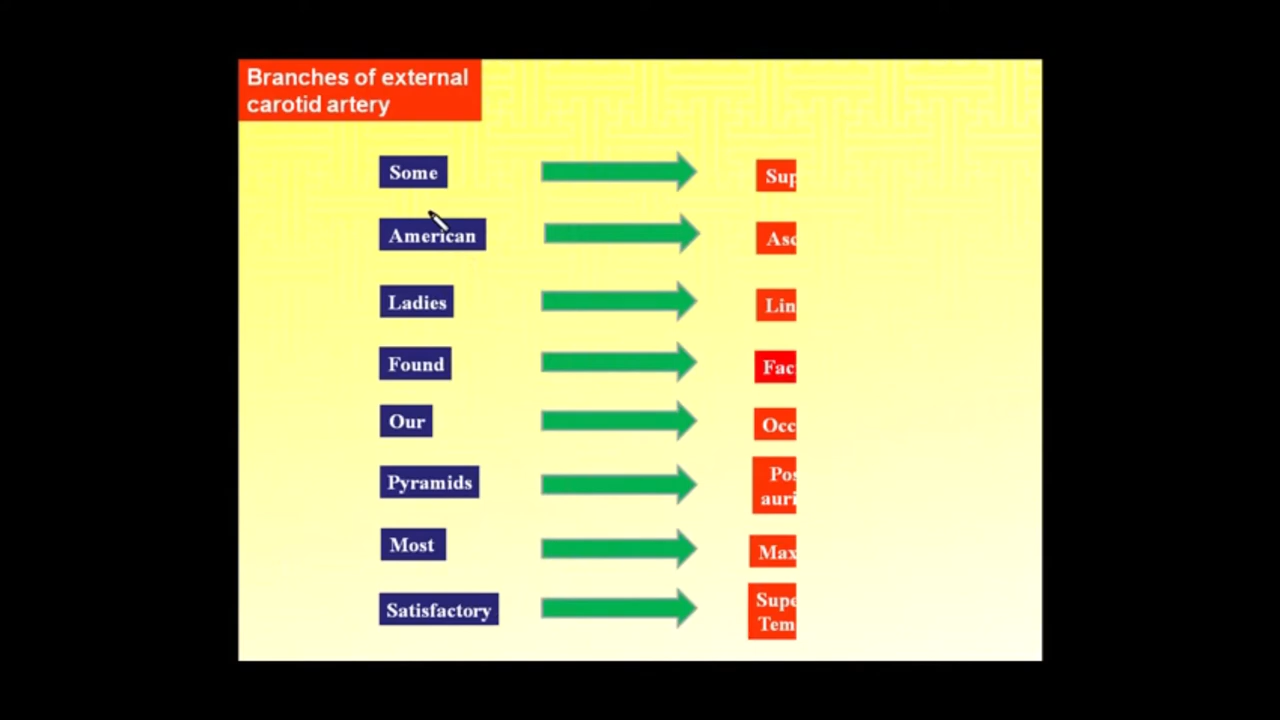 Branches of external
carotid artery
Some
Sup
American
Asc
Ladies
Lin
Found
Fac
Our
Occ
Pyramids
Pos
auri
Most
Max
Satisfactory
Supe
Tem